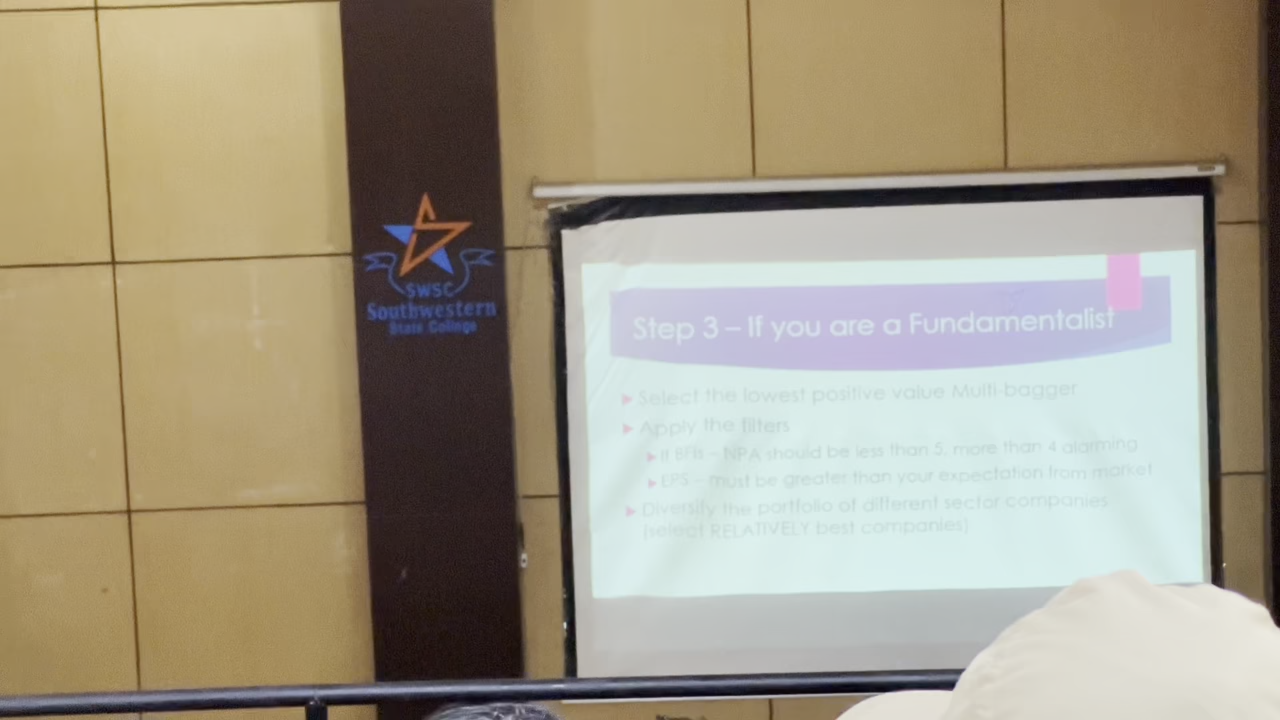 SWSC
Southwestern
State College
Step 3 – If you are a Fundamentalist
Select the lowest positive value Multi-bagger
Apply the filters
If BFIs – NPA should be less than 5, more than 4 alarming
EPS – must be greater than your expectation from market
Diversify the portfolio of different sector companies
(select RELATIVELY best companies)